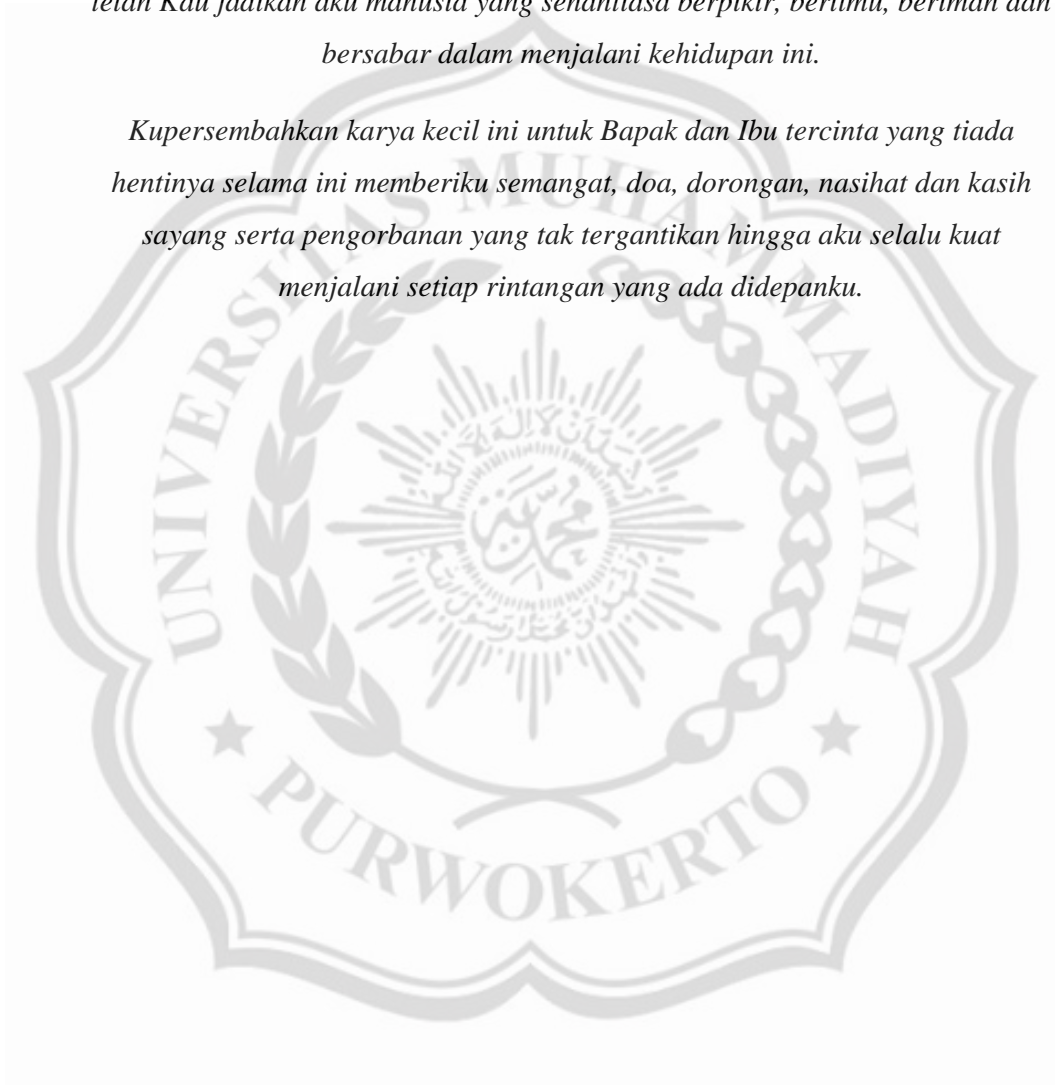 telah Kau jadikan aku manusia yang senantiasa berpikir, berilmu, beriman dan
bersabar dalam menjalani kehidupan ini.
Kupersembahkan karya kecil ini untuk Bapak dan Ibu tercinta yang tiada
hentinya selama ini memberiku semangat, doa, dorongan, nasihat dan kasih
sayang serta pengorbanan yang tak tergantikan hingga aku selalu kuat
menjalani setiap rintangan yang ada didepanku.
UNIVERSITAS MUHAMMADIYAH
PURWOKERTO